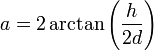 a = 2 arctan(h/2d)